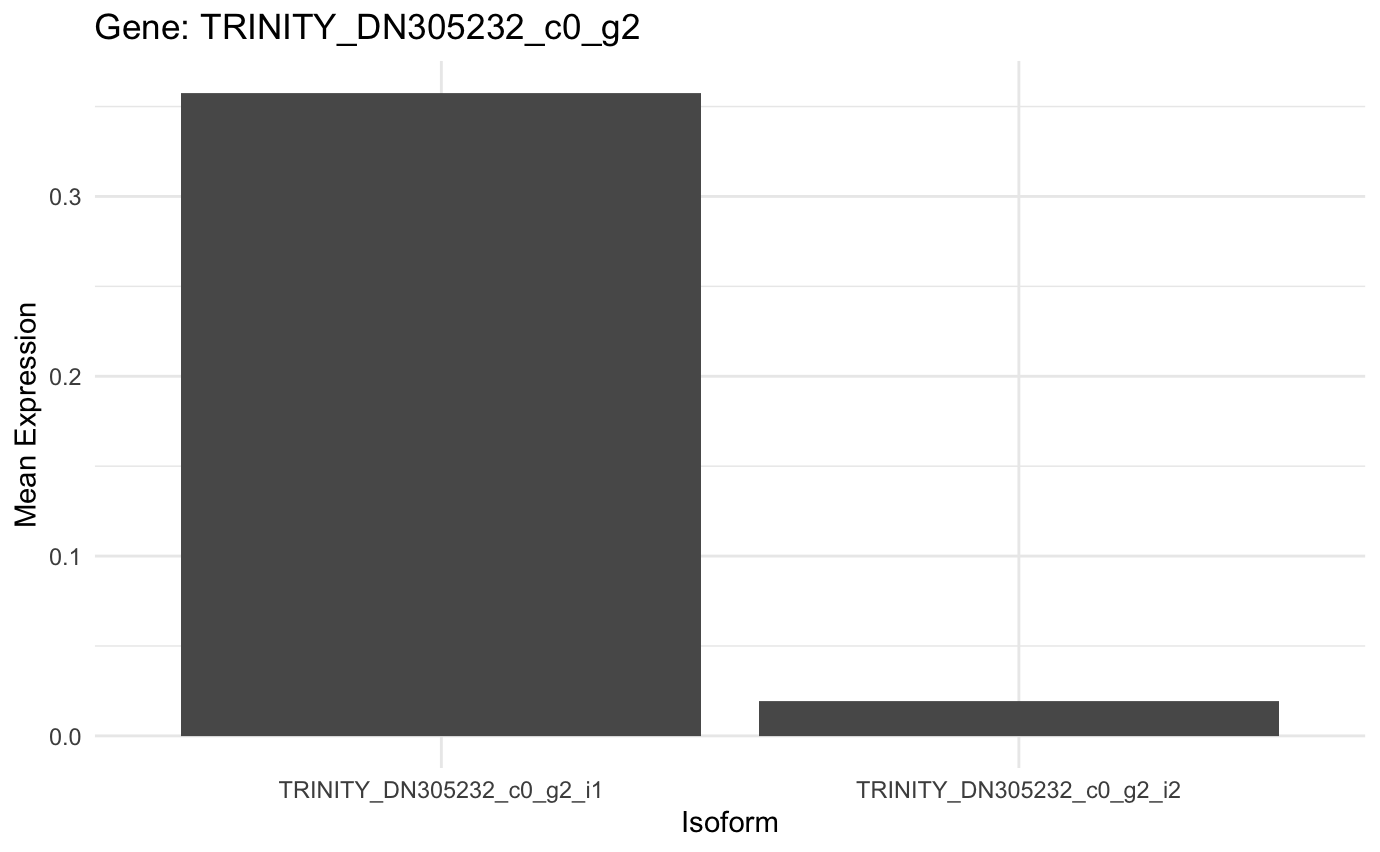 Gene: TRINITY_DN305232_c0_g2
Mean Expression
0.3
0.2
0.1
0.0
TRINITY_DN305232_c0_g2_i1
TRINITY_DN305232_c0_g2_i2
Isoform